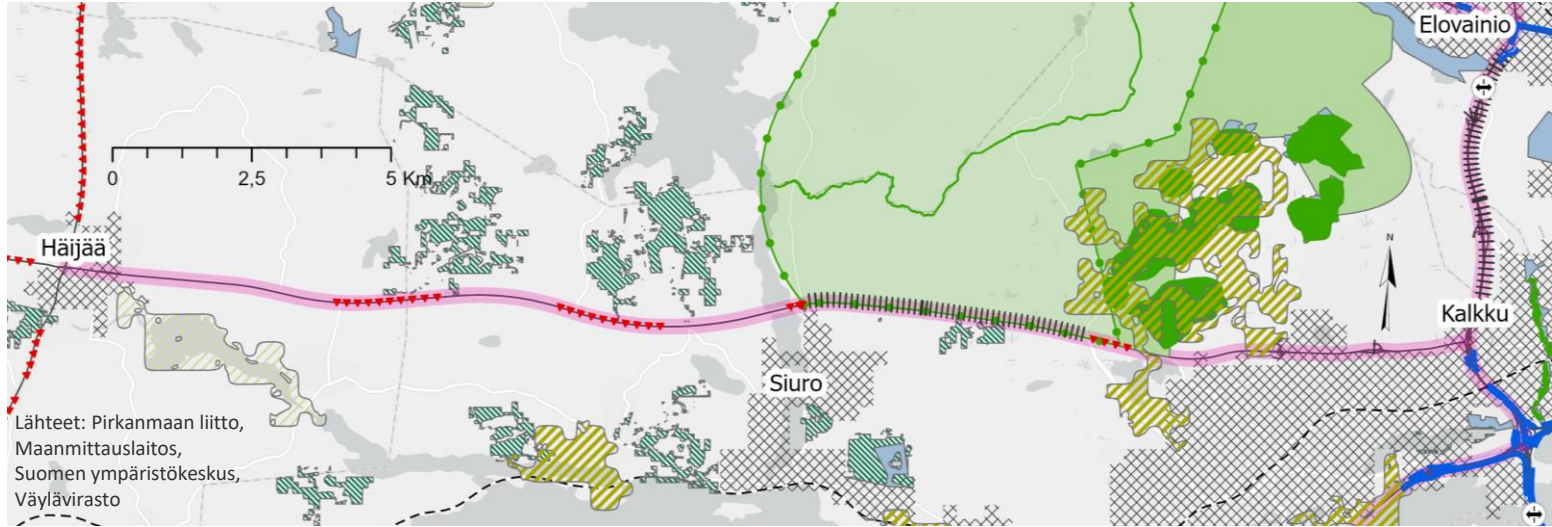 Elovainio
0
2,5
5 Km
Häijää
N
Kalkku
Siuro
Lähteet: Pirkanmaan liitto,
Maanmittauslaitos,
Suomen ympäristökeskus,
Väylävirasto